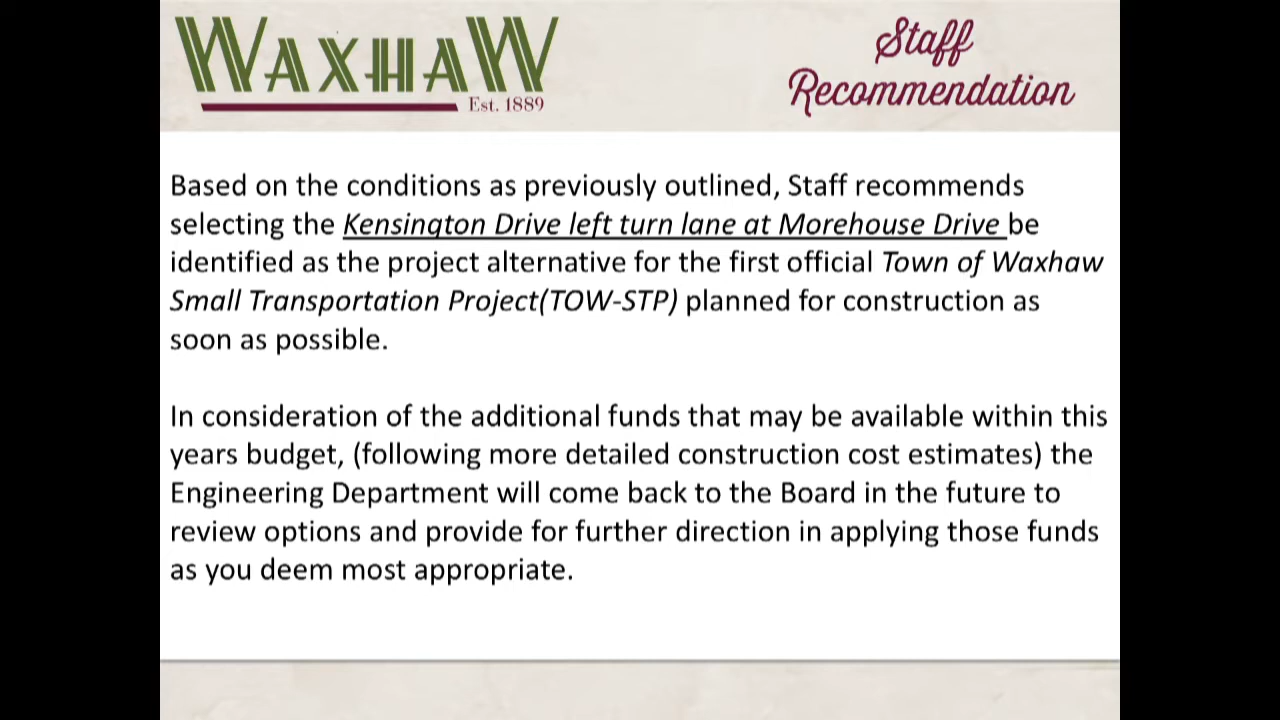 WAXHAW
Est. 1889
Staff
Recommendation
Based on the conditions as previously outlined, Staff recommends
selecting the Kensington Drive left turn lane at Morehouse Drive be
identified as the project alternative for the first official Town of Waxhaw
Small Transportation Project(TOW-STP) planned for construction as
soon as possible.
In consideration of the additional funds that may be available within this
years budget, (following more detailed construction cost estimates) the
Engineering Department will come back to the Board in the future to
review options and provide for further direction in applying those funds
as you deem most appropriate.